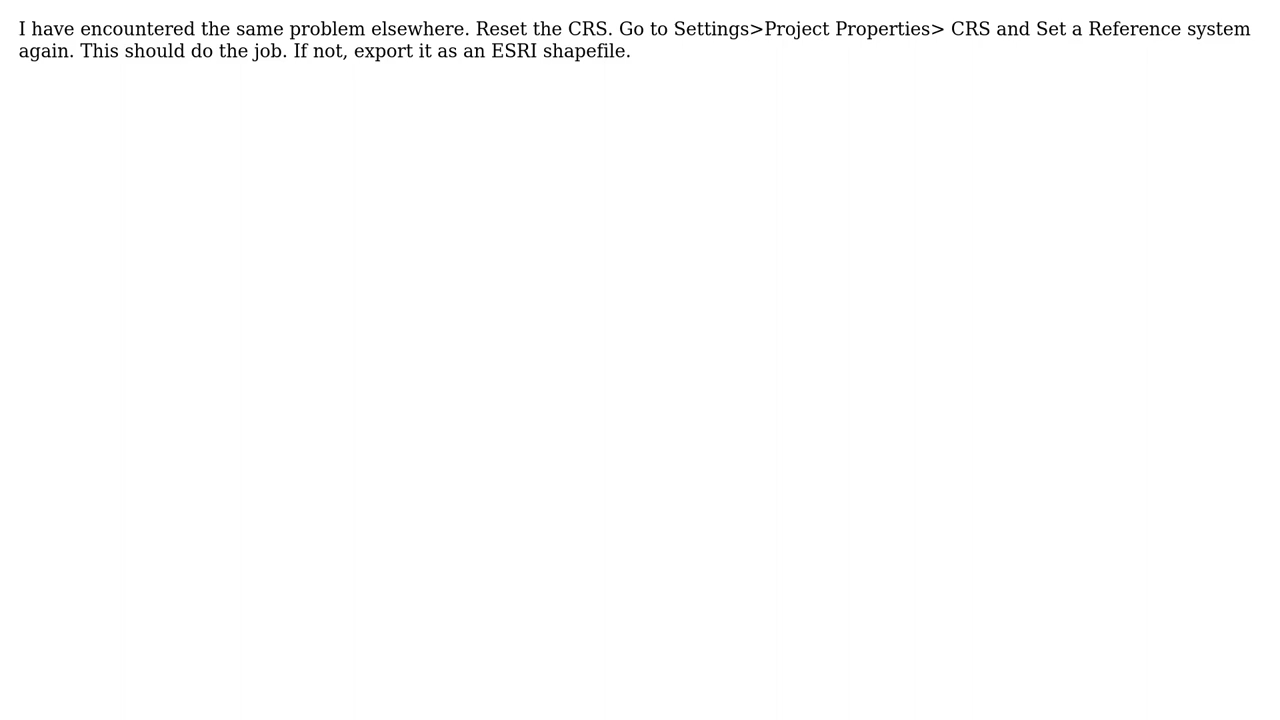 I have encountered the same problem elsewhere. Reset the CRS. Go to Settings>Project Properties> CRS and Set a Reference system
again. This should do the job. If not, export it as an ESRI shapefile.